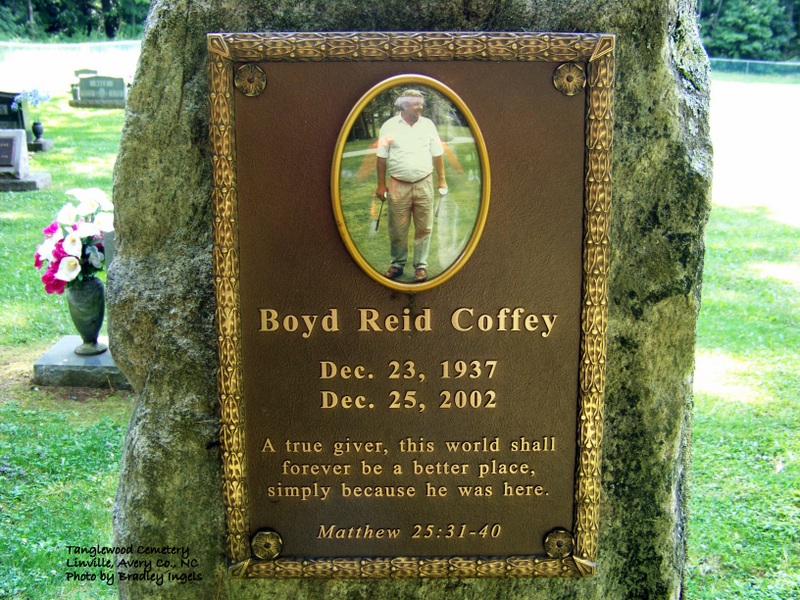 Boyd Reid Coffey
Dec. 23, 1937
Dec. 25, 2002
A true giver, this world shall
forever be a better place,
simply because he was here.
Matthew 25:31-40
Tanglewood Cemetery
Linville, Avery Co., NC
Photo by Bradley Ingels